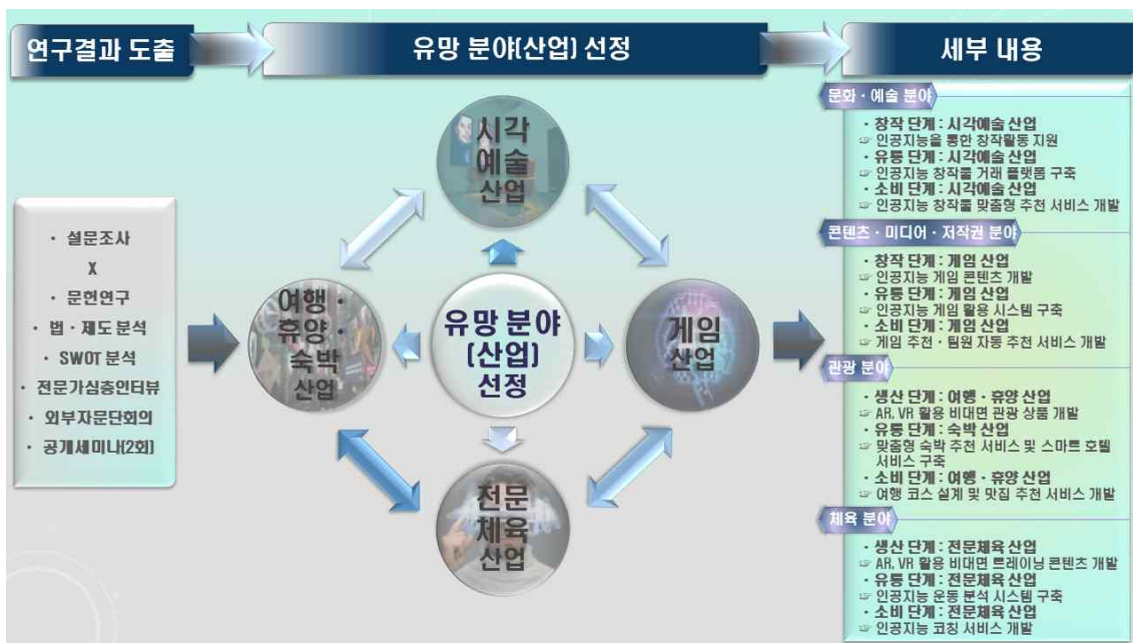 연구결과 도출
유망 분야(산업) 선정
세부 내용
· 설문조사
X
· 문헌연구
· 법·제도 분석
· SWOT 분석
· 전문가심층인터뷰
· 외부자문단회의
· 공개세미나(2회)
시각
예술
산업
여행·
휴양·
숙박
산업
유망 분야
(산업)
선정
게임
산업
전문
체육
산업
문화·예술 분야
· 창작 단계 : 시각예술 산업
☞ 인공지능을 통한 창작활동 지원
· 유통 단계 : 시각예술 산업
☞ 인공지능 창작물 거래 플랫폼 구축
· 소비 단계 : 시각예술 산업
☞ 인공지능 창작물 맞춤형 추천 서비스 개발
콘텐츠·미디어·저작권 분야
· 창작 단계 : 게임 산업
☞ 인공지능 게임 콘텐츠 개발
· 유통 단계 : 게임 산업
☞ 인공지능 게임 활용 시스템 구축
· 소비 단계 : 게임 산업
☞ 게임 추천·팀원 자동 추천 서비스 개발
관광 분야
· 생산 단계 : 여행·휴양 산업
☞ AR, VR 활용 비대면 관광 상품 개발
· 유통 단계 : 숙박 산업
☞ 맞춤형 숙박 추천 서비스 및 스마트 호텔
서비스 구축
· 소비 단계 : 여행·휴양 산업
☞ 여행 코스 설계 및 맛집 추천 서비스 개발
체육 분야
· 생산 단계 : 전문체육 산업
☞ AR, VR 활용 비대면 트레이닝 콘텐츠 개발
· 유통 단계 : 전문체육 산업
☞ 인공지능 운동 분석 시스템 구축
· 소비 단계 : 전문체육 산업
☞ 인공지능 코칭 서비스 개발